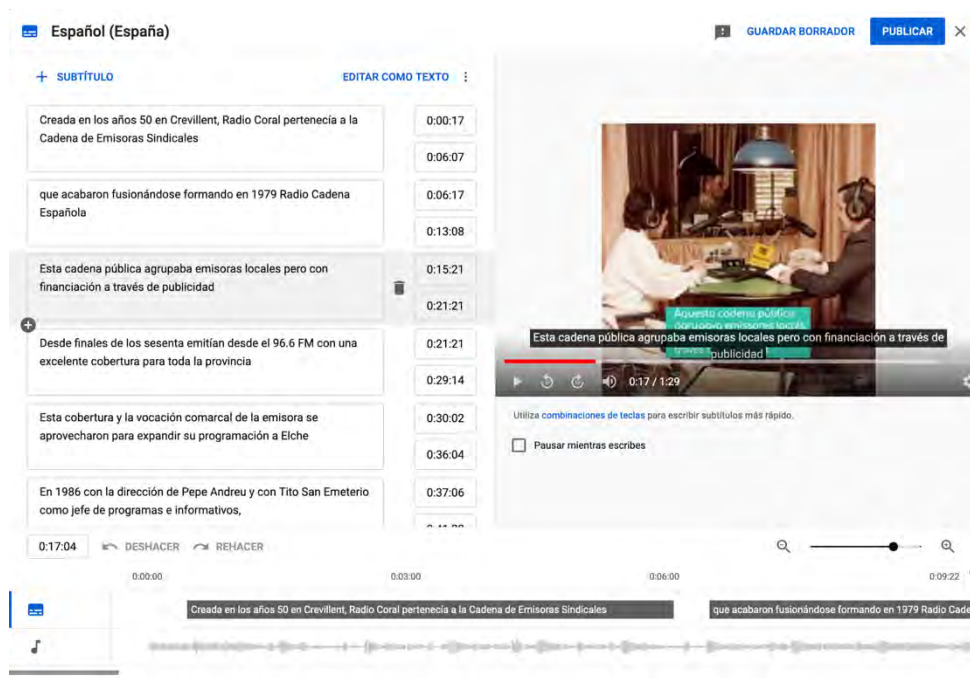 Español (España)
GUARDAR BORRADOR
PUBLICAR
+ SUBTÍTULO
EDITAR COMO TEXTO
Creada en los años 50 en Crevillent, Radio Coral pertenecía a la
Cadena de Emisoras Sindicales
0:00:17
0:06:07
que acabaron fusionándose formando en 1979 Radio Cadena
Española
0:06:17
0:13:08
Esta cadena pública agrupaba emisoras locales pero con
financiación a través de publicidad
0:15:21
0:21:21
Desde finales de los sesenta emitían desde el 96.6 FM con una
excelente cobertura para toda la provincia
0:21:21
0:29:14
Esta cobertura y la vocación comarcal de la emisora se
aprovecharon para expandir su programación a Elche
0:30:02
0:36:04
En 1986 con la dirección de Pepe Andreu y con Tito San Emeterio
como jefe de programas e informativos,
0:37:06
Aquesta cadena pública
agrupava emissores locals
Esta cadena pública agrupaba emisoras locales pero con financiación a través de
publicidad
0:17 / 1:29
Utiliza combinaciones de teclas para escribir subtítulos más rápido.
Pausar mientras escribes
0:17:04
DESHACER
REHACER
0:00:00
0:03:00
0:06:00
0:09:22
Creada en los años 50 en Crevillent, Radio Coral pertenecía a la Cadena de Emisoras Sindicales
que acabaron fusionándose formando en 1979 Radio Cade